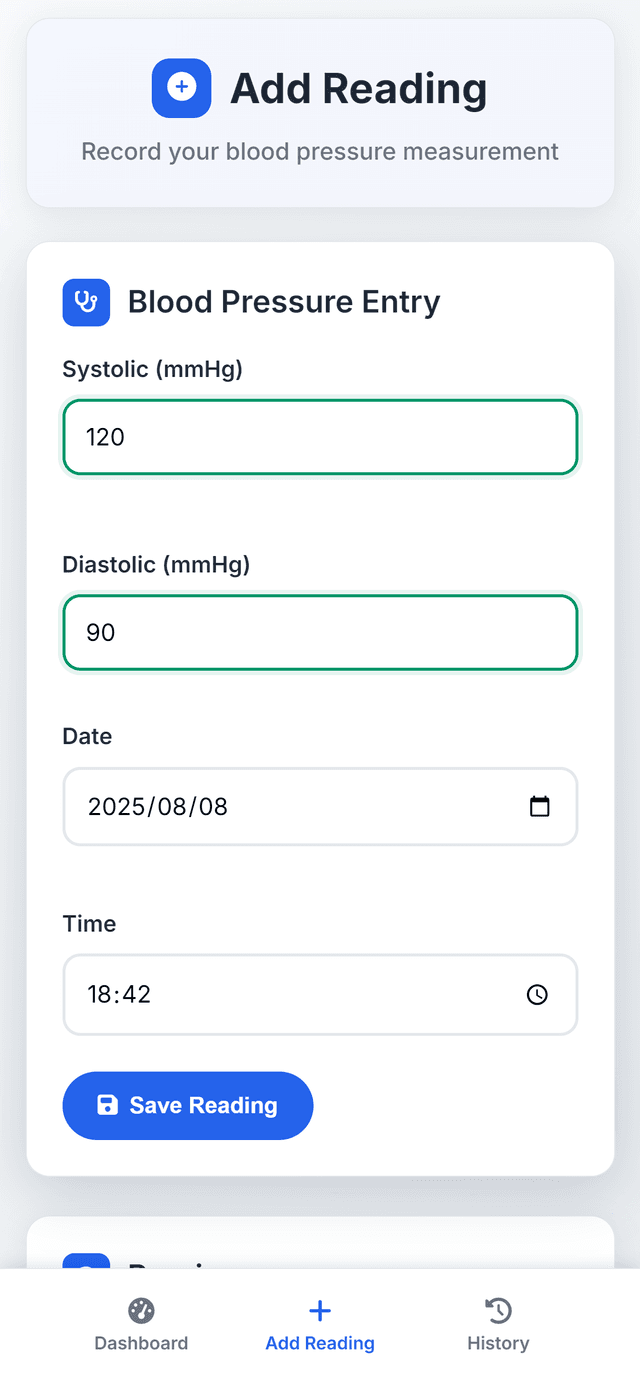 Add Reading
Record your blood pressure measurement
Blood Pressure Entry
Systolic (mmHg)
120
Diastolic (mmHg)
90
Date
2025/08/08
Time
18:42
Save Reading
Dashboard
Add Reading
History